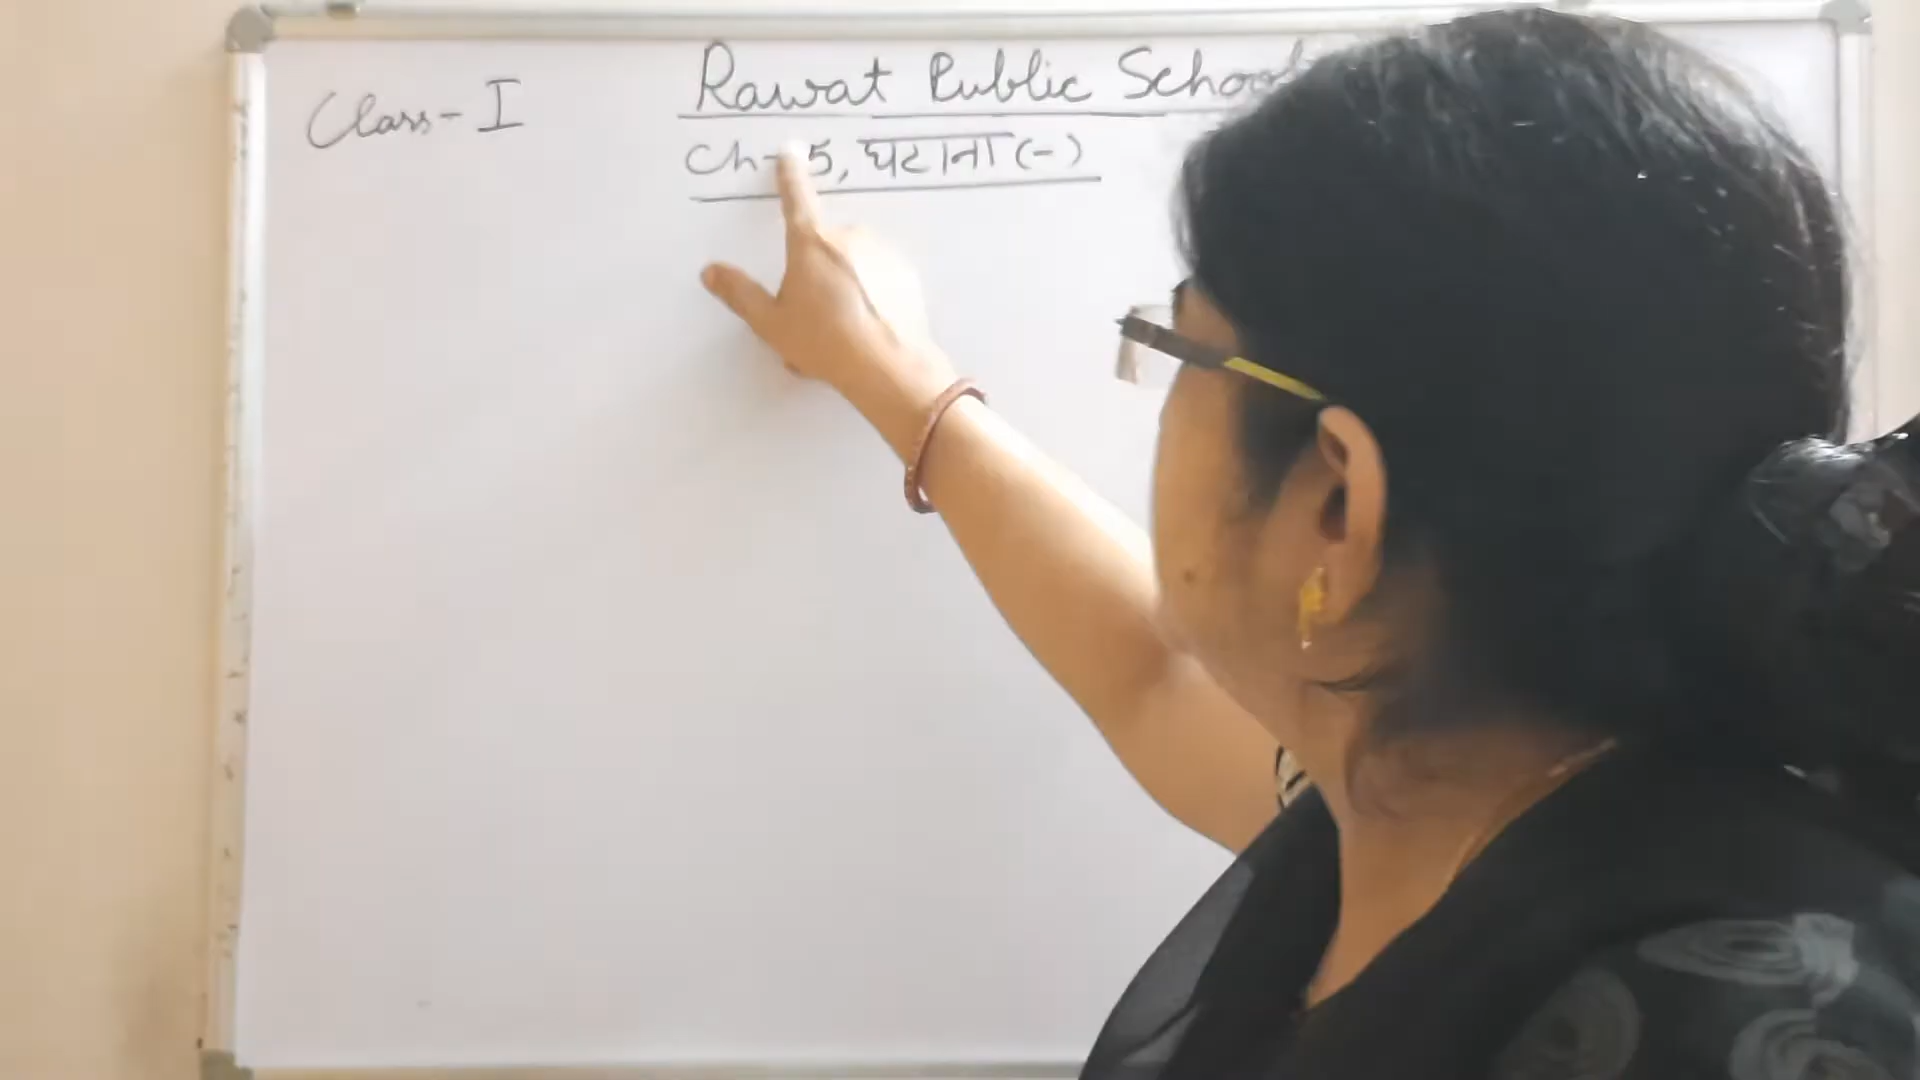 Class-I
Rawat Public School
Ch-5, घटाना (-)